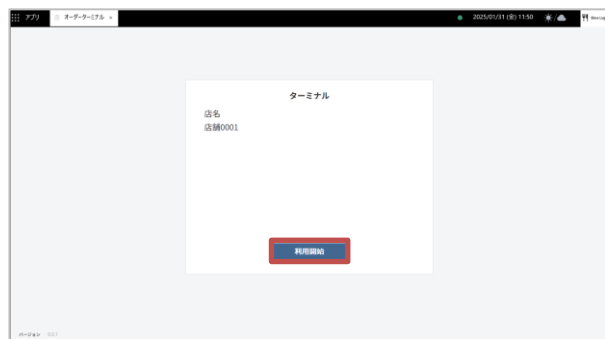 アプリ オーダーターミナル ×
2025/01/31 (金) 11:50
ターミナル
店名
店舗0001
利用開始
バージョン